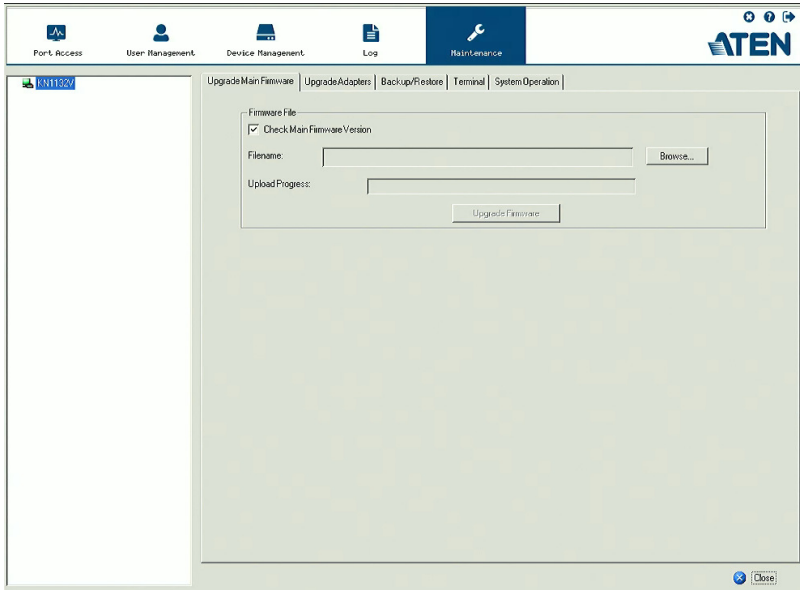 Port Access
User Management
Device Management
Log
Maintenance
ATEN
KN1132V
Upgrade Main Firmware
Upgrade Adapters
Backup/Restore
Terminal
System Operation
Firmware File
Check Main Firmware Version
Filename:
Browse...
Upload Progress:
Upgrade Firmware
Close